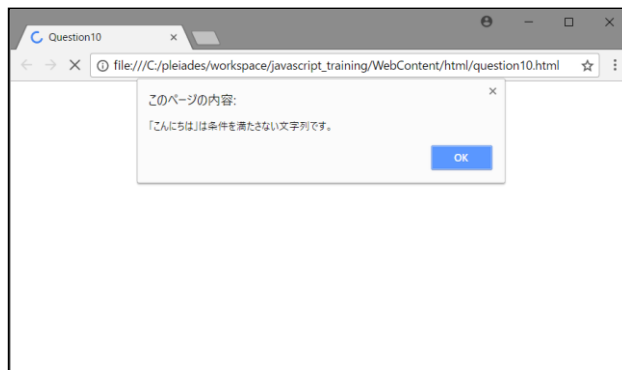 Question10
file:///C:/pleiades/workspace/javascript_training/WebContent/html/question10.html
このページの内容:
「こんにちは」は条件を満たさない文字列です。
OK